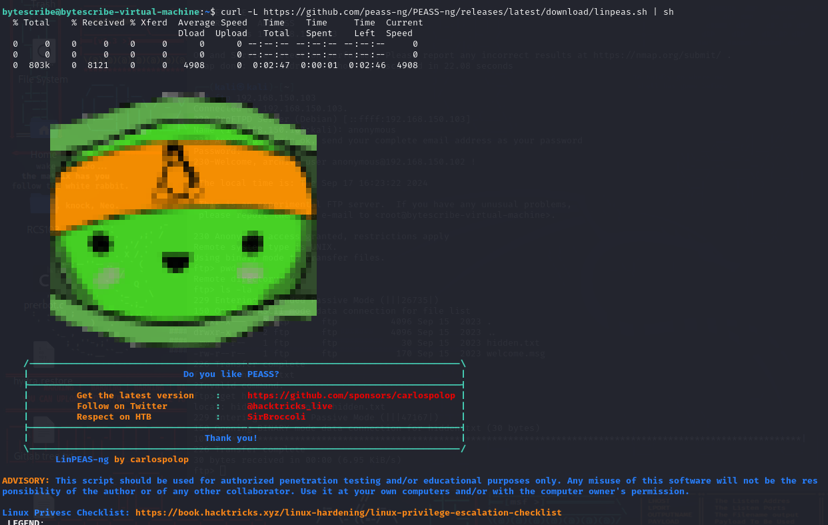 bytescribe@bytescribe-virtual-machine:~$ curl -L https://github.com/peass-ng/PEASS-ng/releases/latest/download/linpeas.sh | sh
% Total % Received % Xferd Average Speed Time Time Time Current
Dload Upload Total Spent Left Speed
0 0 0 0 0 0 0 0 --:--:-- --:--:-- --:--:-- 0
0 0 0 0 0 0 0 0 --:--:-- --:--:-- --:--:-- 0
0 803k 0 8121 0 0 4908 0 0:02:47 0:00:01 0:02:46 4908
Do you like PEASS?
Get the latest version : https://github.com/sponsors/carlospolop
Follow on Twitter : @hacktricks_live
Respect on HTB : SirBroccoli
Thank you!
LinPEAS-ng by carlospolop
ADVISORY: This script should be used for authorized penetration testing and/or educational purposes only. Any misuse of this software will not be the res
ponsibility of the author or of any other collaborator. Use it at your own computers and/or with the computer owner's permission.
Linux Privesc Checklist: https://book.hacktricks.xyz/linux-hardening/linux-privilege-escalation-checklist
LEGEND: